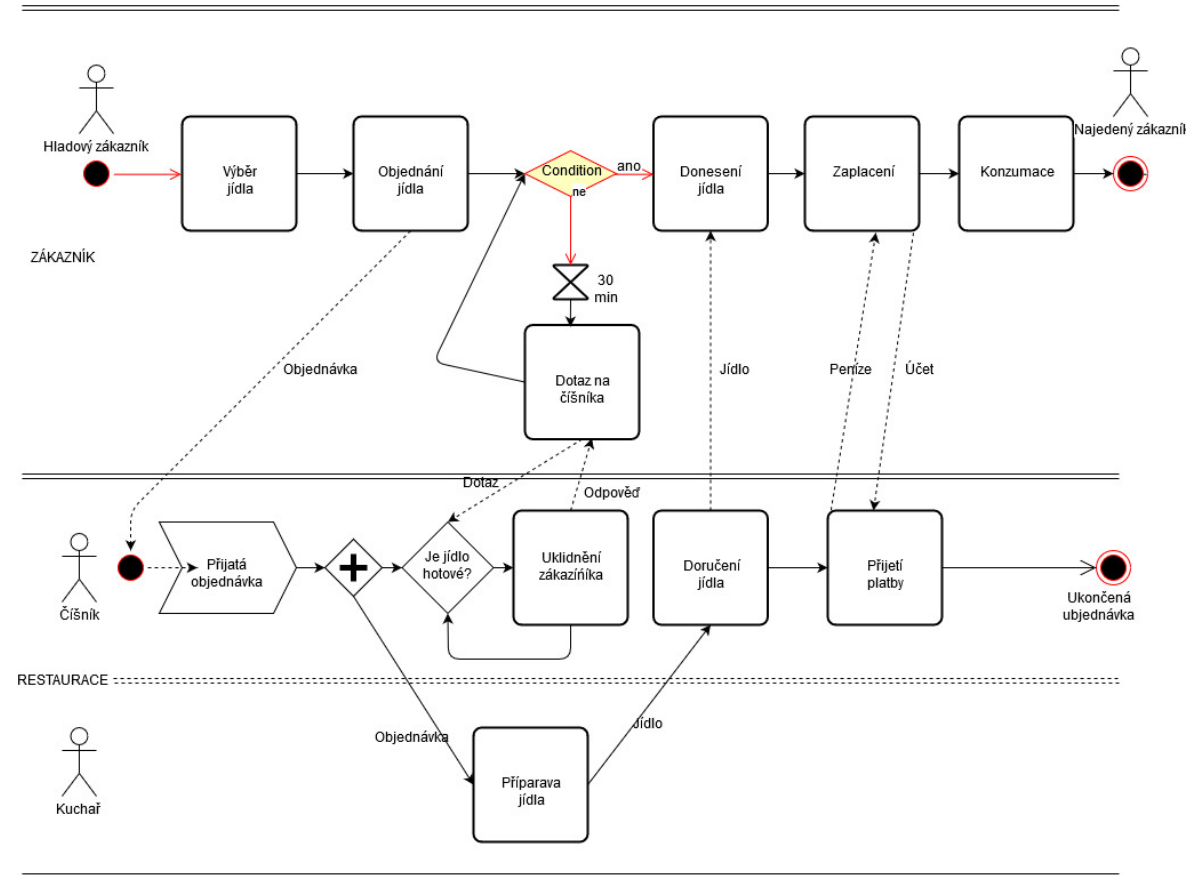 Hladový zákazník
Najedený zákazník
Výběr
jídla
Objednání
jídla
Condition
ano
ne
Donesení
jídla
Zaplacení
Konzumace
ZÁKAZNÍK
30
min
Objednávka
Dotaz na
číšníka
Jídlo
Peníze
Účet
Dotaz
Odpověď
Číšník
Přijatá
objednávka
Je jídlo
hotové?
Uklidnění
zákazíńíka
Doručení
jídla
Přijetí
platby
Ukončená
ubjednávka
RESTAURACE
Objednávka
Jídlo
Kuchař
Příparava
jídla